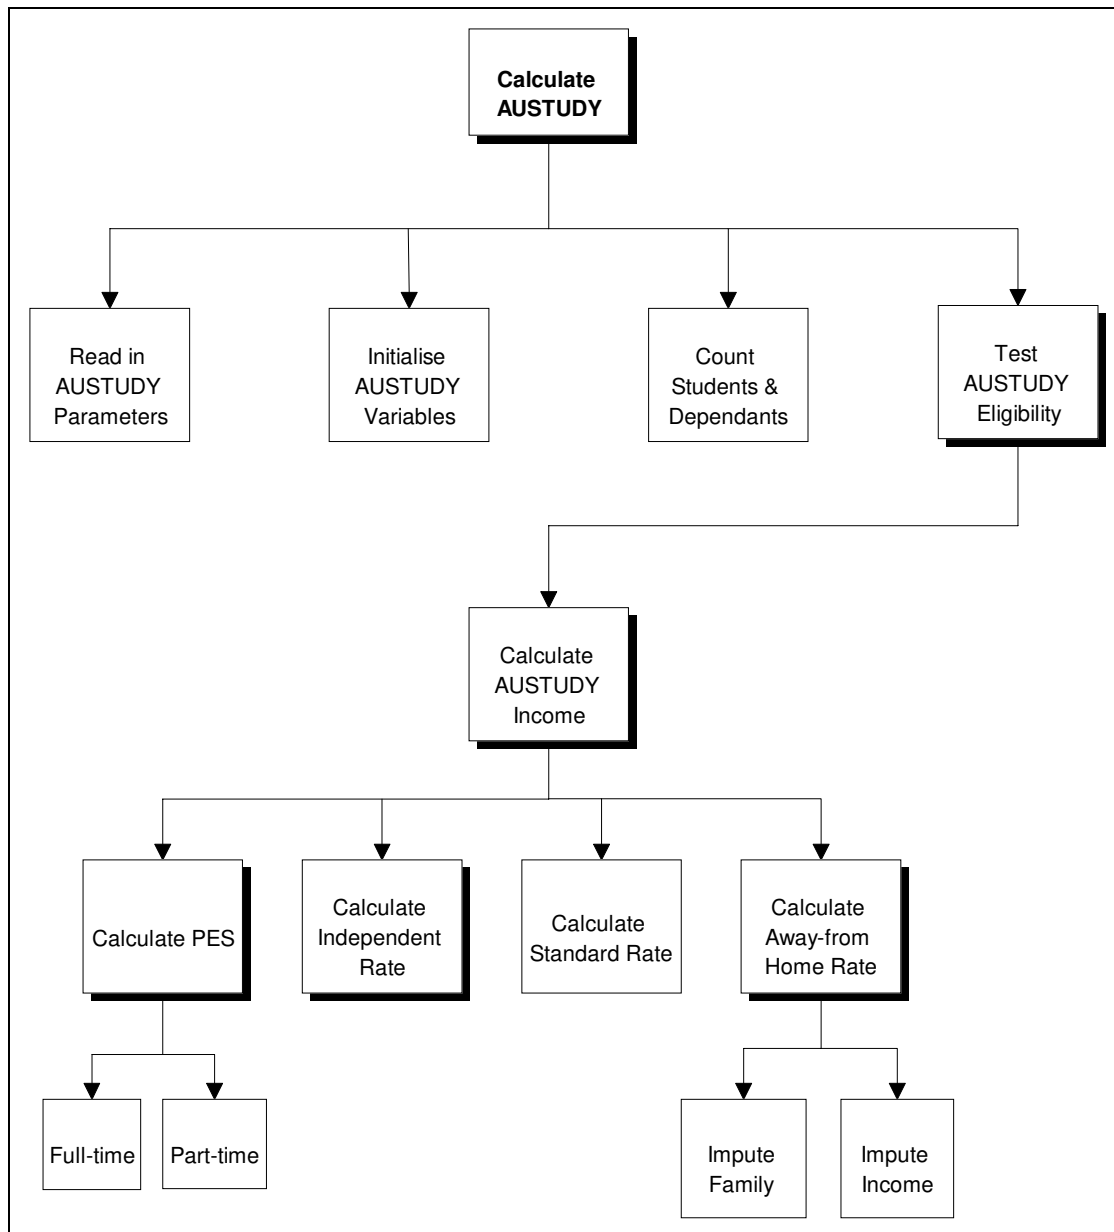 Calculate
AUSTUDY
Read in
AUSTUDY
Parameters
Initialise
AUSTUDY
Variables
Count
Students &
Dependants
Test
AUSTUDY
Eligibility
Calculate
AUSTUDY
Income
Calculate PES
Calculate
Independent
Rate
Calculate
Standard Rate
Calculate
Away-from
Home Rate
Full-time
Part-time
Impute
Family
Impute
Income